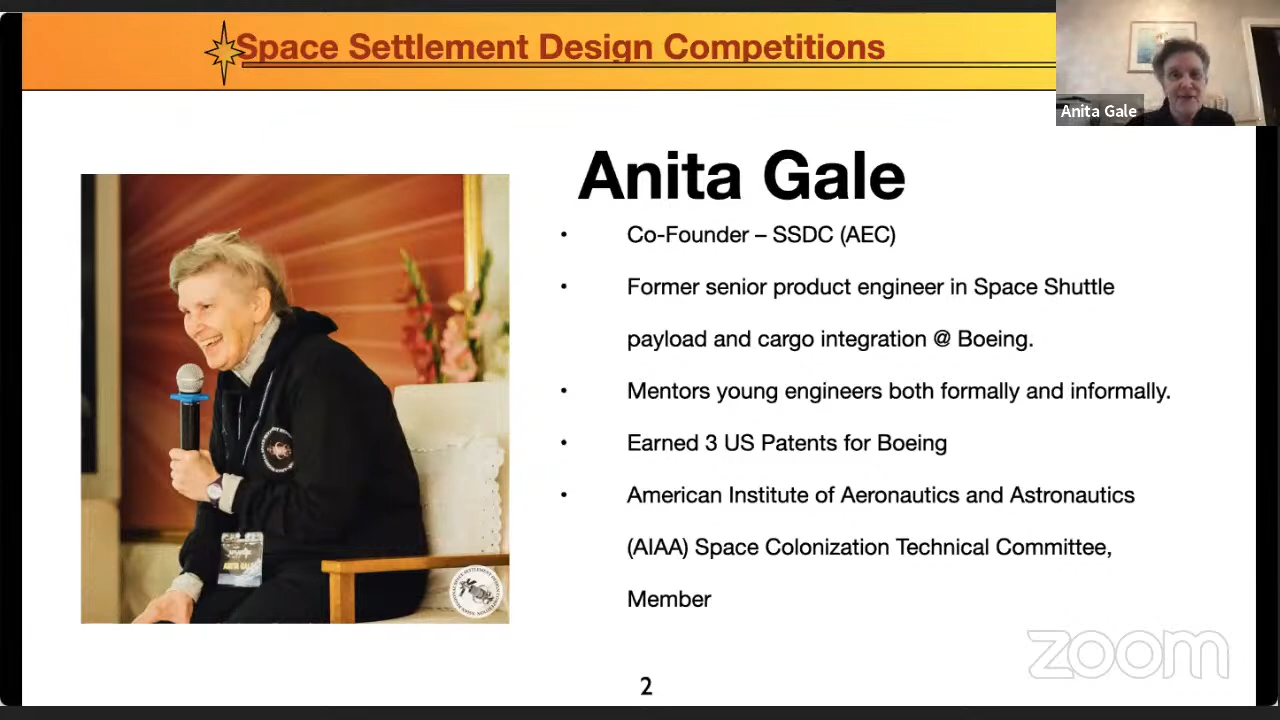 Space Settlement Design Competitions
Anita Gale
Anita Gale
• Co-Founder – SSDC (AEC)
• Former senior product engineer in Space Shuttle
payload and cargo integration @ Boeing.
• Mentors young engineers both formally and informally.
• Earned 3 US Patents for Boeing
• American Institute of Aeronautics and Astronautics
(AIAA) Space Colonization Technical Committee,
Member
ANITA GALE
zoom
2